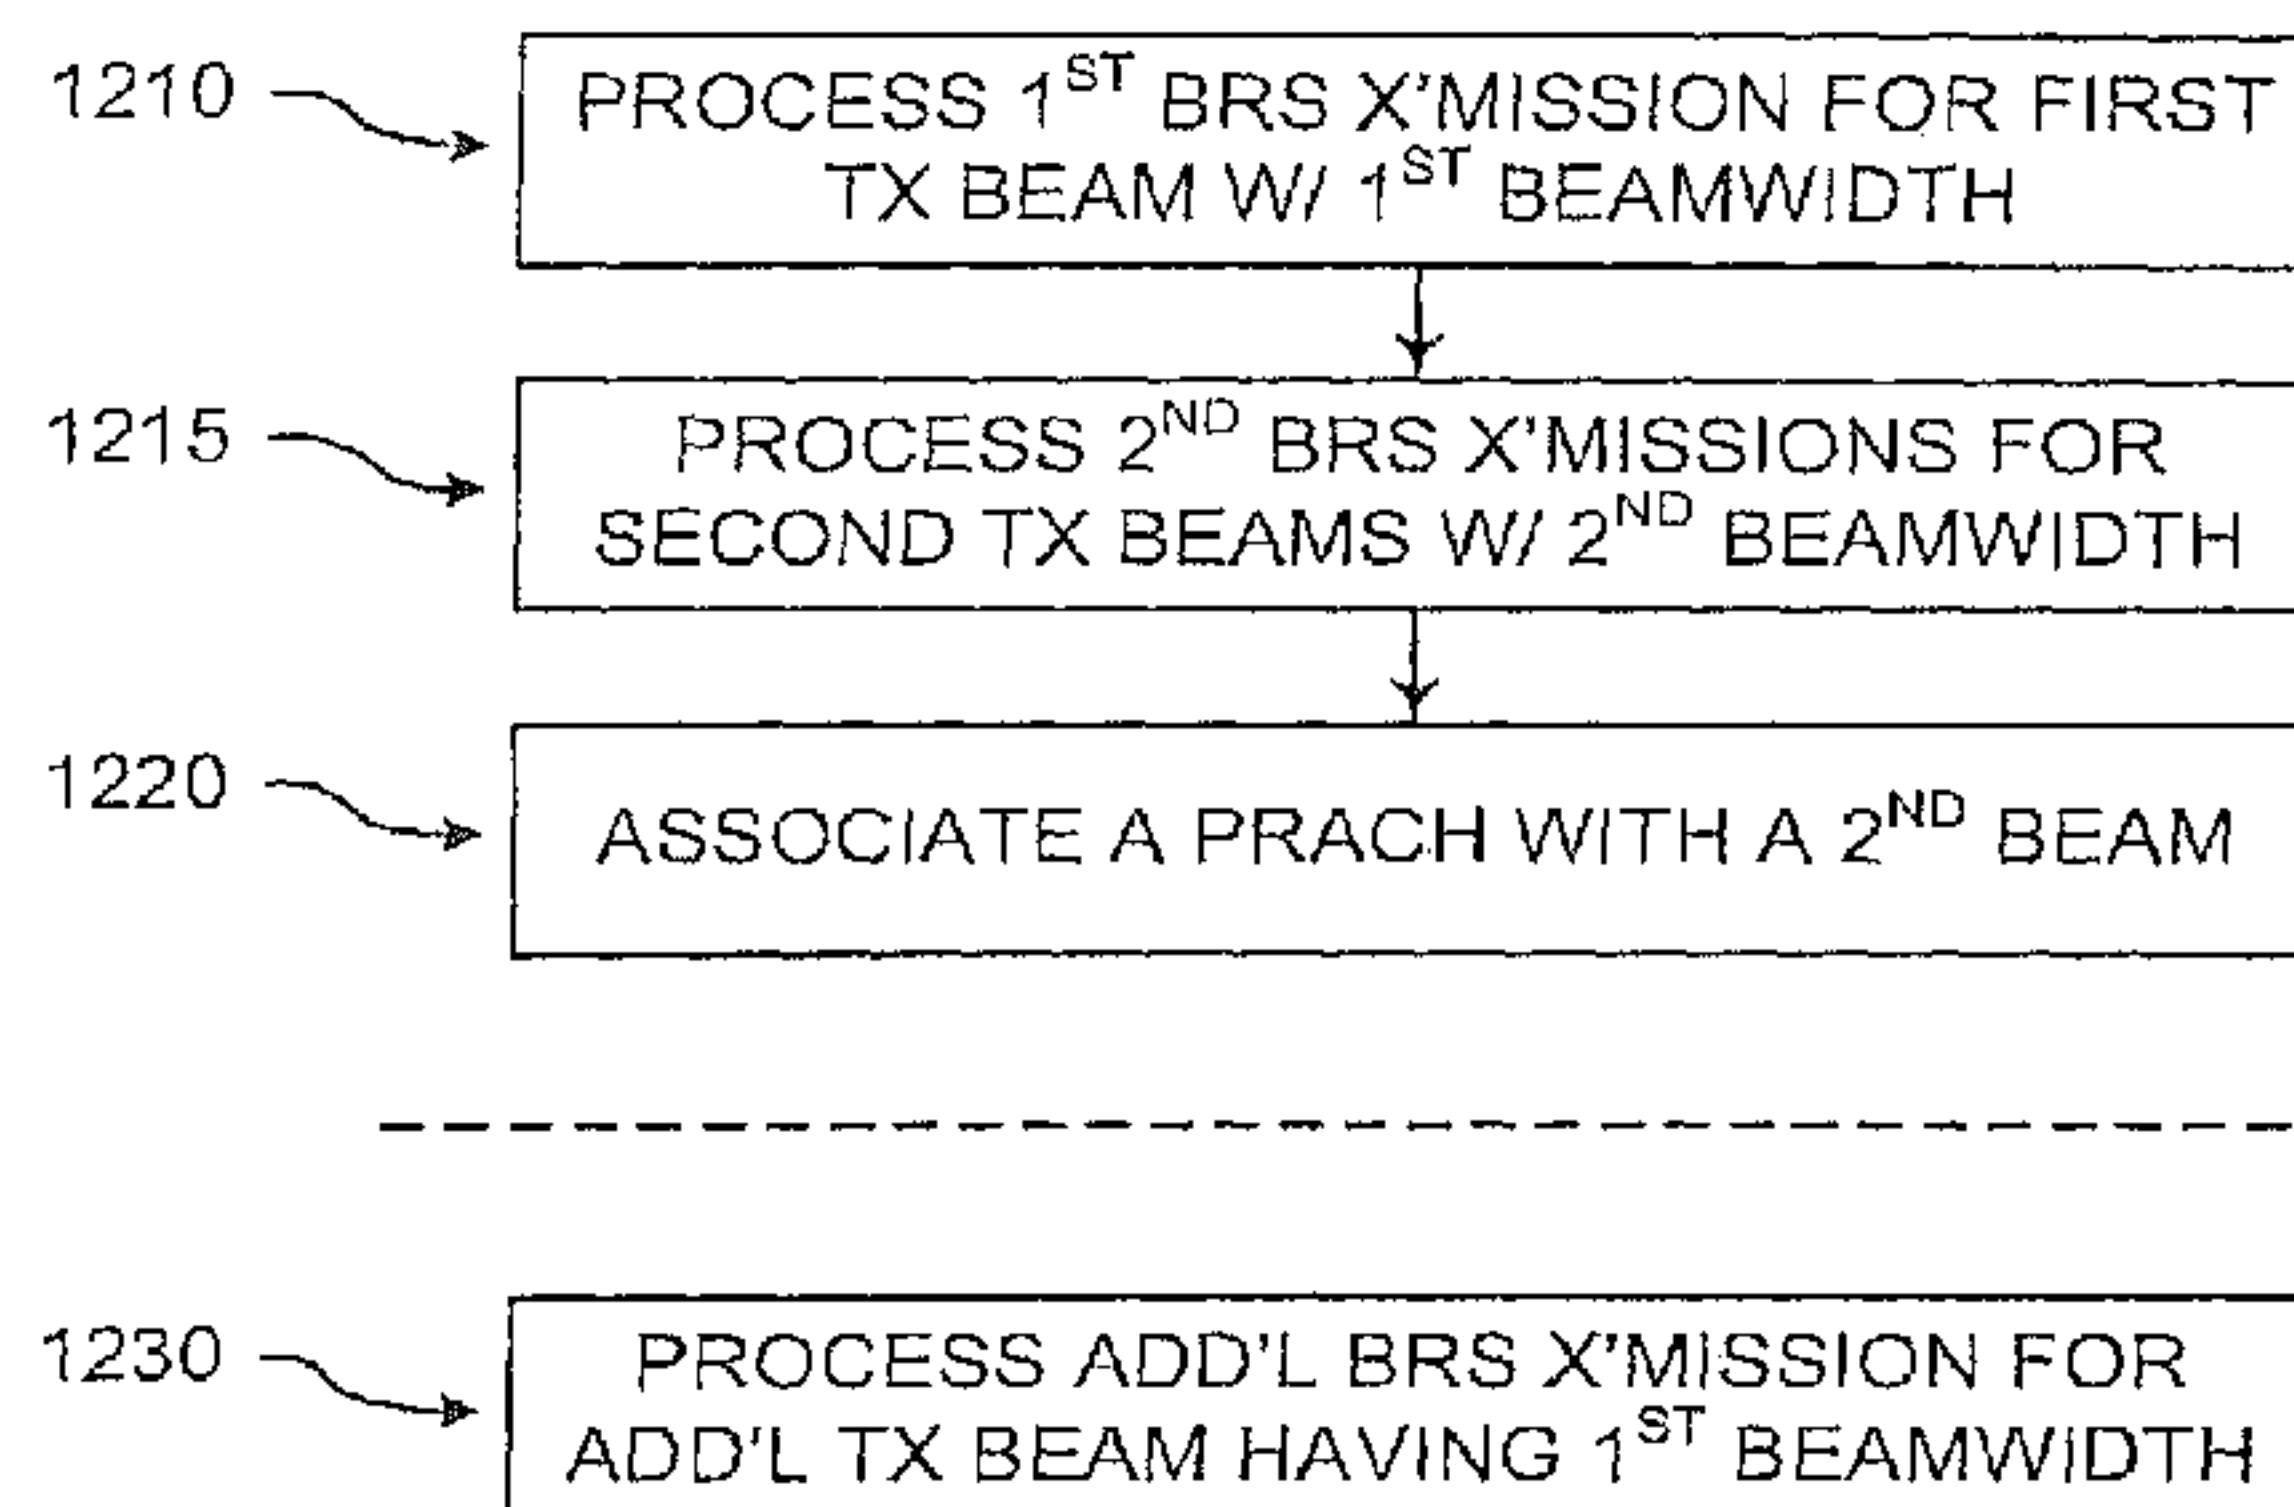 1210
PROCESS 1ST BRS X'MISSION FOR FIRST
TX BEAM W/ 1ST BEAMWIDTH
1215
PROCESS 2ND BRS X'MISSIONS FOR
SECOND TX BEAMS W/ 2ND BEAMWIDTH
1220
ASSOCIATE A PRACH WITH A 2ND BEAM
1230
PROCESS ADD'L BRS X'MISSION FOR
ADD'L TX BEAM HAVING 1ST BEAMWIDTH